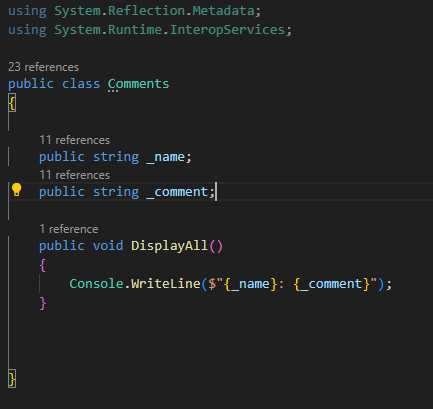 using System.Reflection.Metadata;
using System.Runtime.InteropServices;
23 references
public class Comments
{
11 references
public string _name;
11 references
public string _comment;
1 reference
public void DisplayAll()
{
Console.WriteLine($"{_name}: {_comment}");
}
}